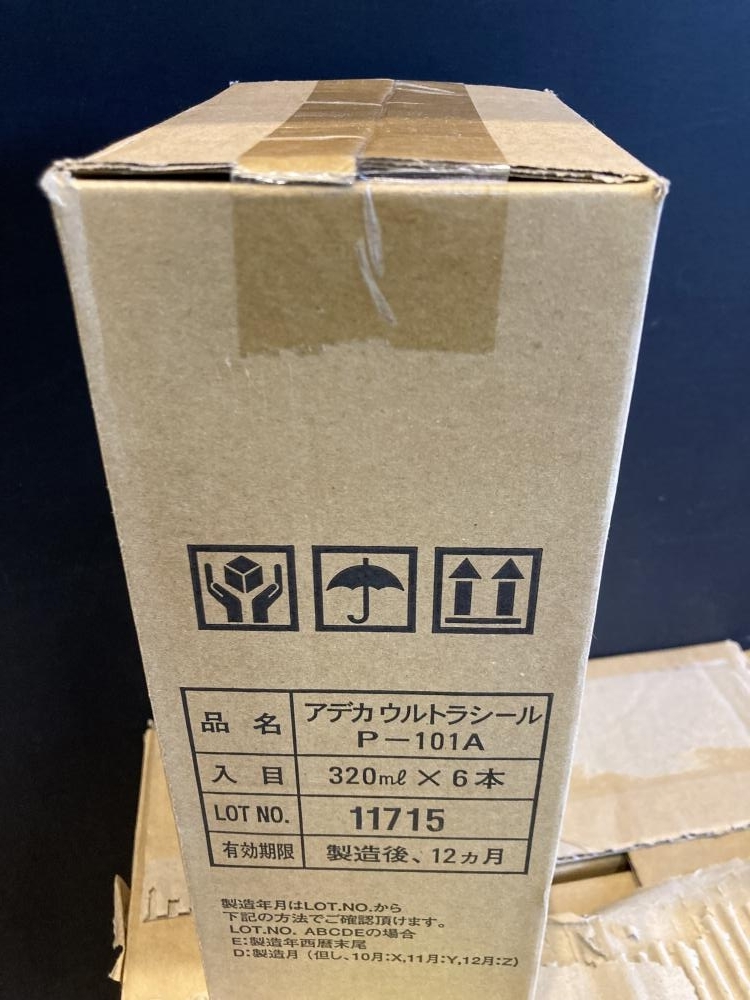 品名 アデカウルトラシール
P-101A
入目 320ml × 6本
LOT NO. 11715
有効期限 製造後、12ヵ月
製造年月はLOT.NO.から
下記の方法でご確認頂けます。
LOT.NO. ABCDEの場合
E:製造年西暦末尾
D:製造月 (但し、10月:X,11月:Y,12月:Z)